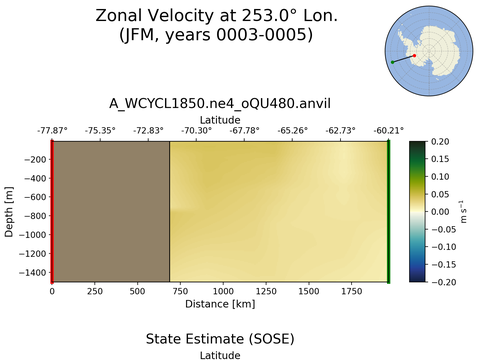 Zonal Velocity at 253.0° Lon.
(JFM, years 0003-0005)
A_WCYCL1850.ne4_oQU480.anvil
Latitude
-77.87° -75.35° -72.83° -70.30° -67.78° -65.26° -62.73° -60.21°
Depth [m]
−200
−400
−600
−800
−1000
−1200
−1400
0 250 500 750 1000 1250 1500 1750
Distance [km]
0.20
0.15
0.10
0.05
0.00
−0.05
−0.10
−0.15
−0.20
m s⁻¹
State Estimate (SOSE)
Latitude